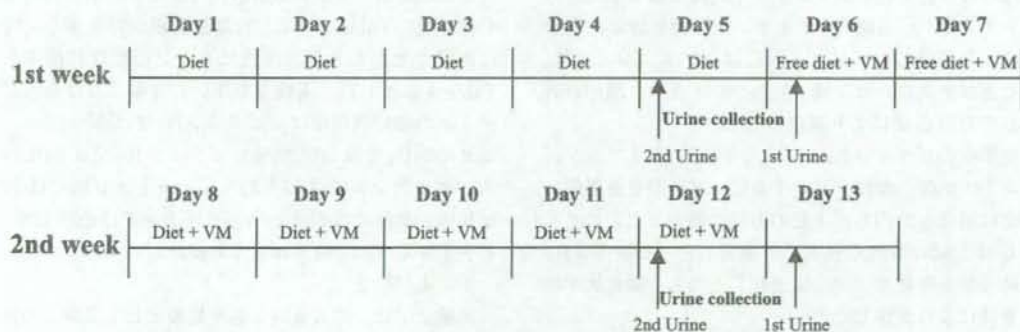 Day 1 Day 2 Day 3 Day 4 Day 5 Day 6 Day 7
1st week Diet Diet Diet Diet Diet Free diet + VM Free diet + VM
Urine collection
2nd Urine 1st Urine
Day 8 Day 9 Day 10 Day 11 Day 12 Day 13
2nd week Diet + VM Diet + VM Diet + VM Diet + VM Diet + VM
Urine collection
2nd Urine 1st Urine